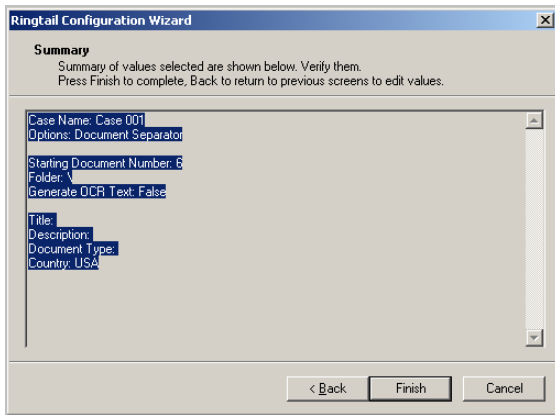 Ringtail Configuration Wizard
Summary
Summary of values selected are shown below. Verify them.
Press Finish to complete, Back to return to previous screens to edit values.
Case Name: Case 001
Options: Document Separator
Starting Document Number: 6
Folder: \
Generate OCR Text: False
Title:
Description:
Document Type:
Country: USA
< Back
Finish
Cancel